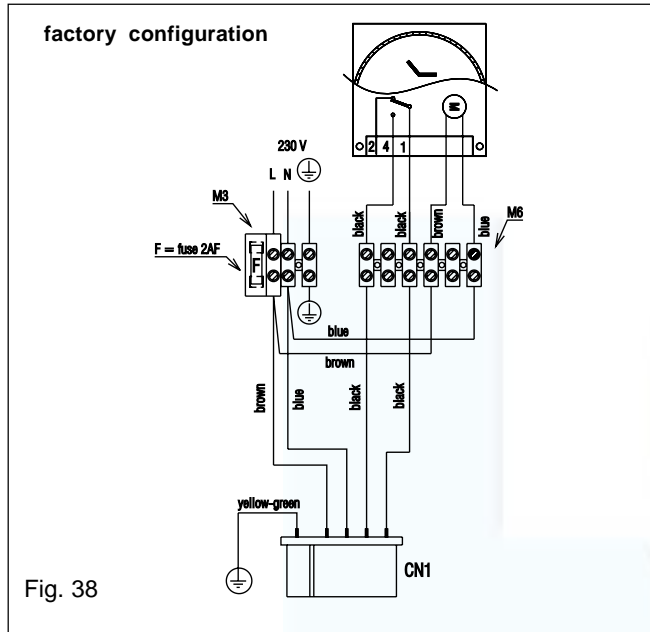 factory configuration
M
2 4 1
230 V
L N
M3
F = fuse 2AF
F
black
black
brown
blue
M6
blue
brown
brown
blue
black
black
yellow-green
CN1
Fig. 38